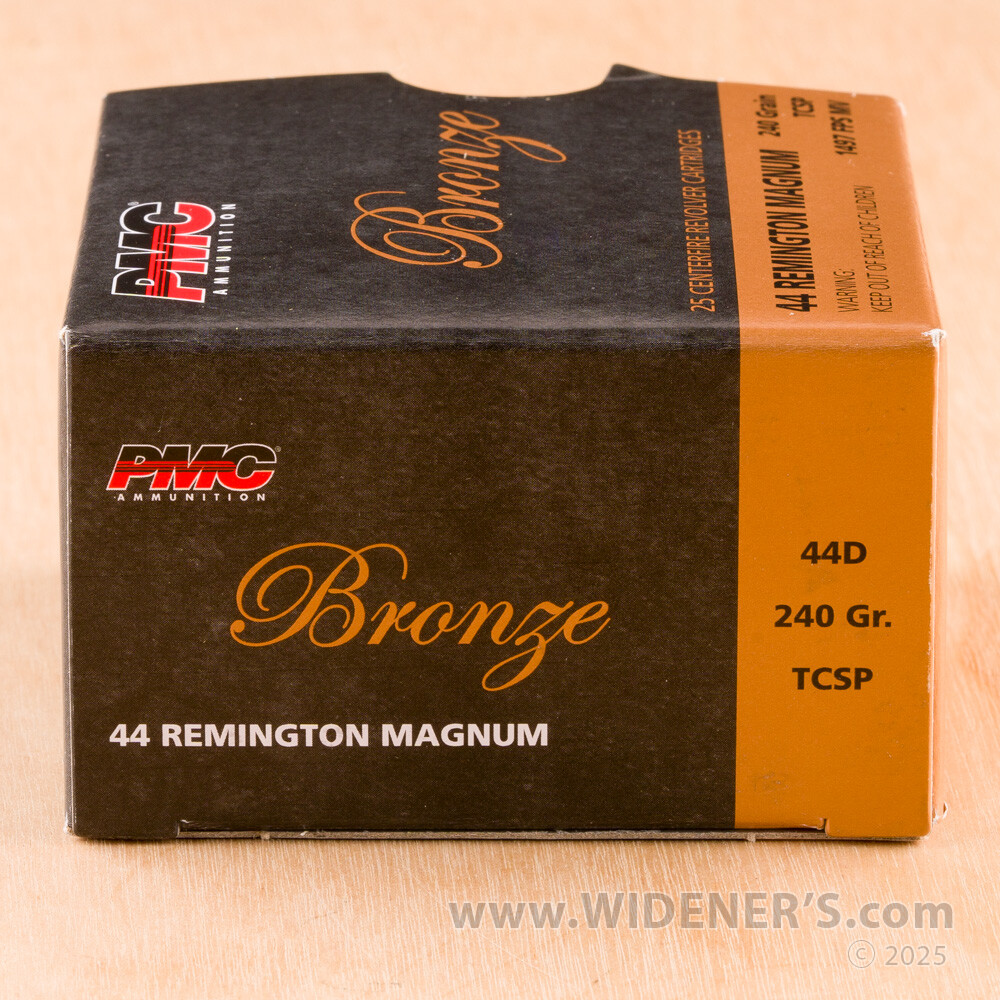 PMC
AMMUNITION
Bronze
25 CENTERFIRE REVOLVER CARTRIDGES
44 REMINGTON MAGNUM 240 Grain
TCSP
1497 FPS MV
WARNING:
KEEP OUT OF REACH OF CHILDREN
PMC®
AMMUNITION
Bronze
44 REMINGTON MAGNUM
44D
240 Gr.
TCSP
www.WIDENER'S.com
© 2025